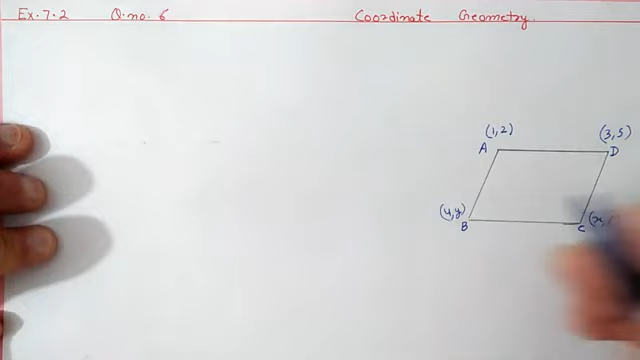 Ex. 7.2 Q. no. 6 Coordinate Geometry.
(1, 2) (3, 5)
A D
(4, y)
B C (x,